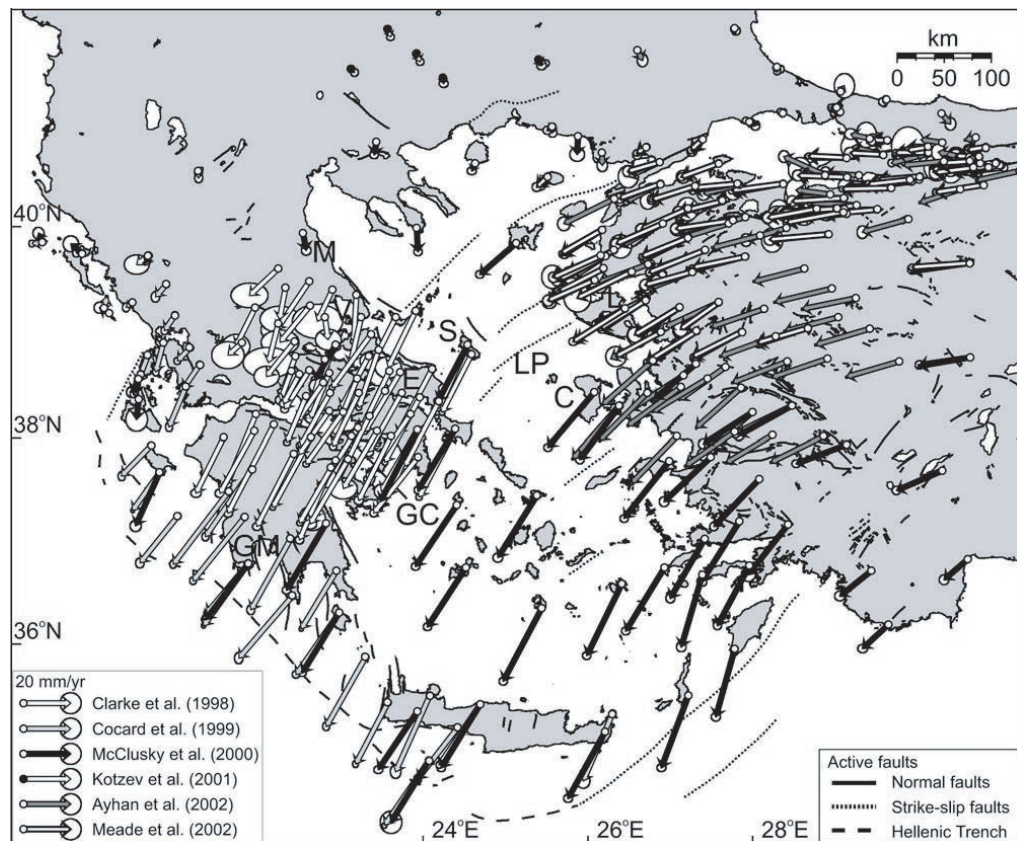 km
0 50 100
40°N
M
L
S
LP
E
C
38°N
GC
GM
36°N
20 mm/yr
Clarke et al. (1998)
Cocard et al. (1999)
McClusky et al. (2000)
Kotzev et al. (2001)
Ayhan et al. (2002)
Meade et al. (2002)
Active faults
Normal faults
Strike-slip faults
Hellenic Trench
24°E 26°E 28°E